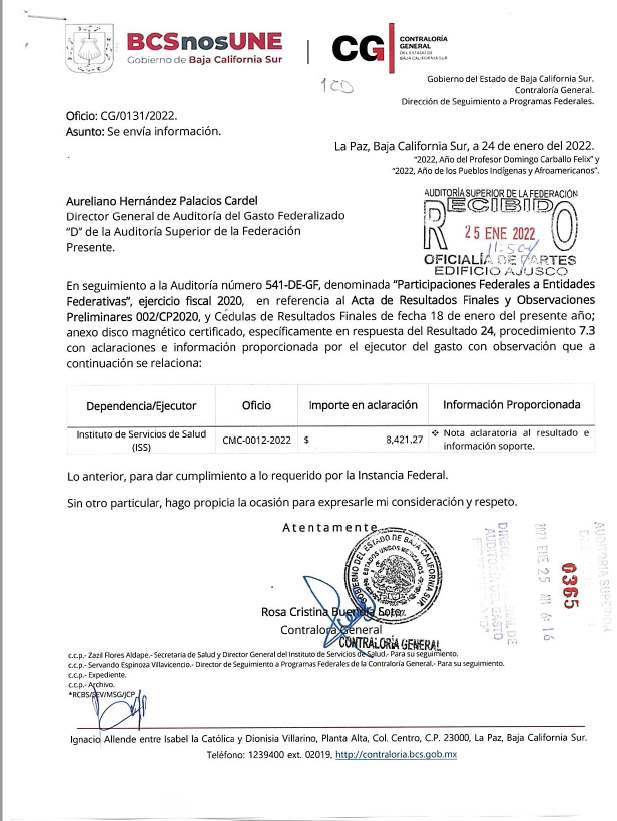 BCSnosUNE
Gobierno de Baja California Sur
CG
CONTRALORÍA
GENERAL
DEL ESTADO DE
BAJA CALIFORNIA SUR
1 CD
Gobierno del Estado de Baja California Sur.
Contraloría General.
Dirección de Seguimiento a Programas Federales.
Oficio: CG/0131/2022.
Asunto: Se envía información.
La Paz, Baja California Sur, a 24 de enero del 2022.
"2022, Año del Profesor Domingo Carballo Felix" y
"2022, Año de los Pueblos Indígenas y Afroamericanos".
Aureliano Hernández Palacios Cardel
Director General de Auditoría del Gasto Federalizado
"D" de la Auditoría Superior de la Federación
Presente.
AUDITORÍA SUPERIOR DE LA FEDERACIÓN
RECIBIDO
25 ENE 2022
OFICIALÍA DE PARTES
EDIFICIO AJUSCO
En seguimiento a la Auditoría número 541-DE-GF, denominada "Participaciones Federales a Entidades
Federativas", ejercicio fiscal 2020, en referencia al Acta de Resultados Finales y Observaciones
Preliminares 002/CP2020, y Cédulas de Resultados Finales de fecha 18 de enero del presente año;
anexo disco magnético certificado, específicamente en respuesta del Resultado 24, procedimiento 7.3
con aclaraciones e información proporcionada por el ejecutor del gasto con observación que a
continuación se relaciona:
Dependencia/Ejecutor Oficio Importe en aclaración Información Proporcionada
Instituto de Servicios de Salud
(ISS) CMC-0012-2022 $ 8,421.27 ❖ Nota aclaratoria al resultado e
información soporte.
Lo anterior, para dar cumplimiento a lo requerido por la Instancia Federal.
Sin otro particular, hago propicia la ocasión para expresarle mi consideración y respeto.
Atentamente
GOBIERNO DEL ESTADO DE BAJA CALIFORNIA SUR
ESTADOS UNIDOS MEXICANOS
Rosa Cristina Buendía Soto
Contralora General
CONTRALORÍA GENERAL
2022 ENE 25 AM 6 16
0365
c.c.p.- Zazil Flores Aldape.- Secretaria de Salud y Director General del Instituto de Servicios de Salud.- Para su seguimiento.
c.c.p.- Servando Espinoza Villavicencio.- Director de Seguimiento a Programas Federales de la Contraloría General.- Para su seguimiento.
c.c.p.- Expediente.
c.c.p.- Archivo.
*RCBS/SEV/MSG/JCP
Ignacio Allende entre Isabel la Católica y Dionisia Villarino, Planta Alta, Col. Centro, C.P. 23000, La Paz, Baja California Sur.
Teléfono: 1239400 ext. 02019, http://contraloria.bcs.gob.mx